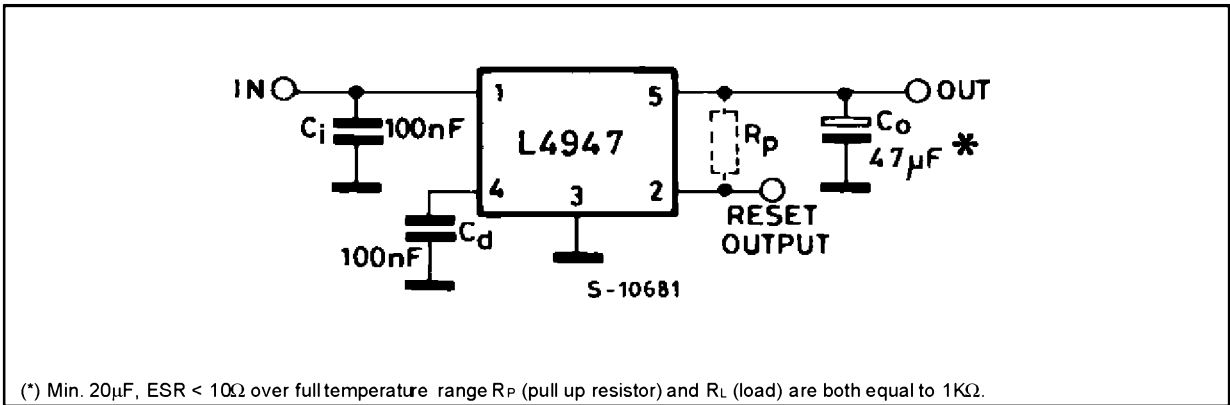 IN
1
5
OUT
Ci
100nF
L4947
Rp
Co
47µF *
4
3
2
Cd
100nF
RESET
OUTPUT
S-10681
(*) Min. 20µF, ESR < 10Ω over full temperature range RP (pull up resistor) and RL (load) are both equal to 1KΩ.